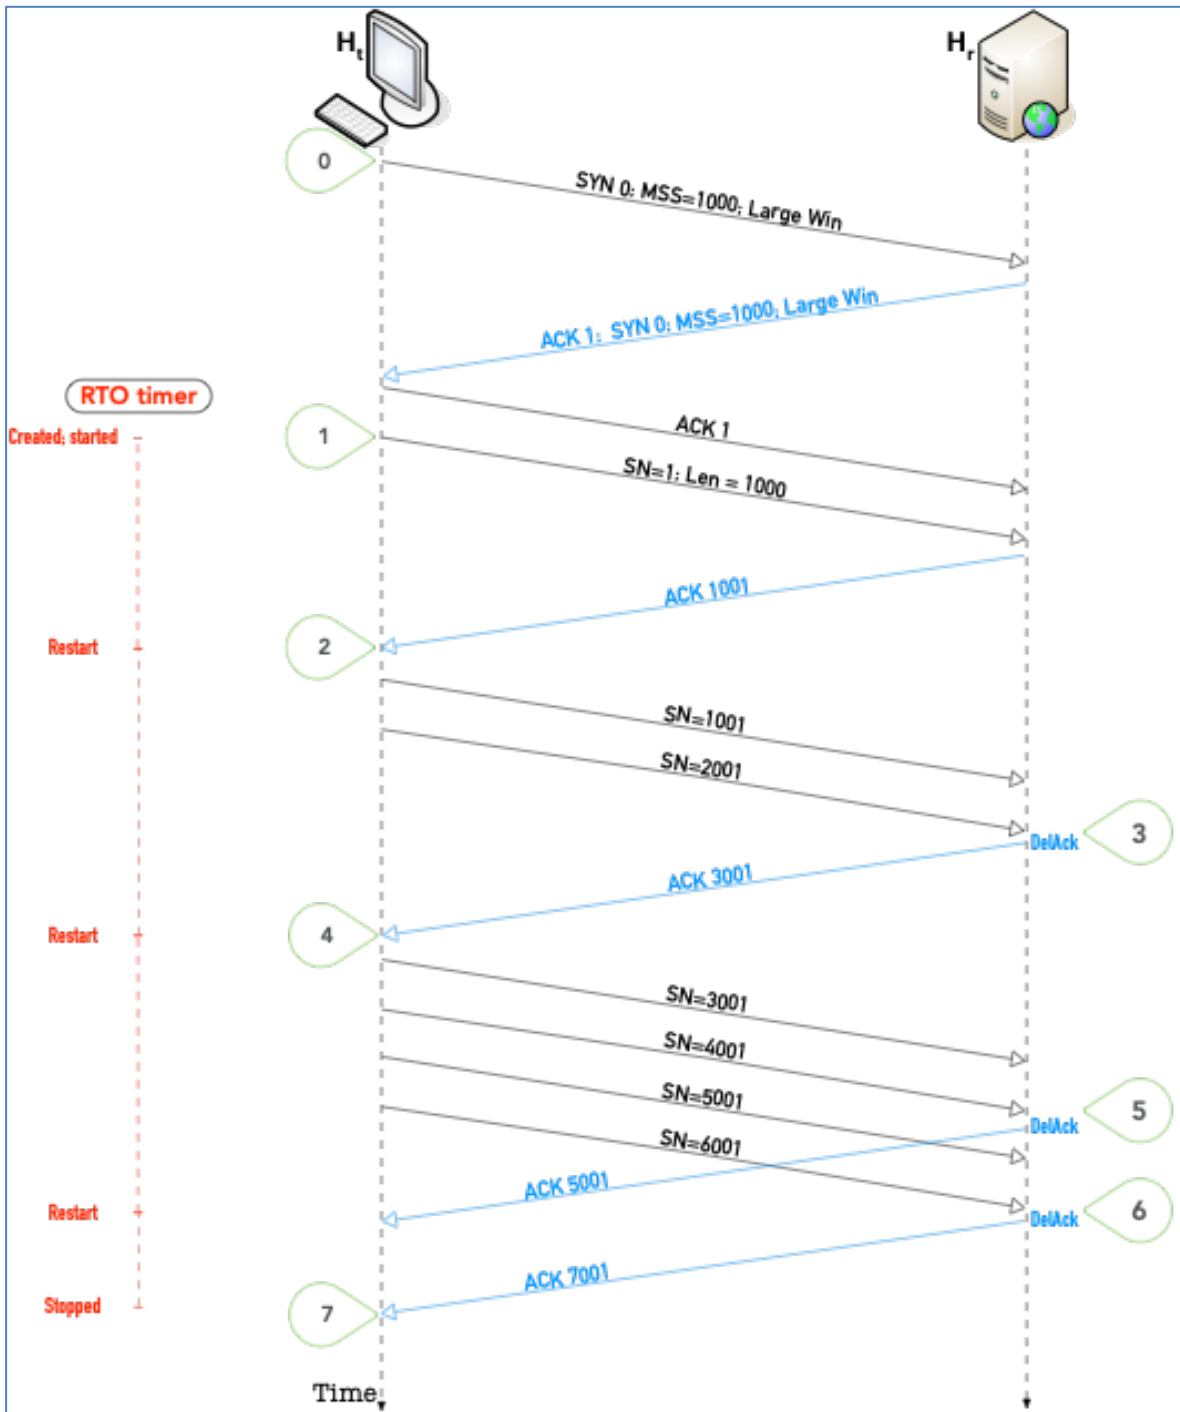 Ht
Hr
0
SYN 0; MSS=1000; Large Win
ACK 1; SYN 0; MSS=1000; Large Win
RTO timer
ACK 1
Created; started
1
SN=1; Len = 1000
ACK 1001
Restart
2
SN=1001
SN=2001
3
DelAck
ACK 3001
Restart
4
SN=3001
SN=4001
SN=5001
5
DelAck
SN=6001
ACK 5001
Restart
6
DelAck
ACK 7001
Stopped
7
Time